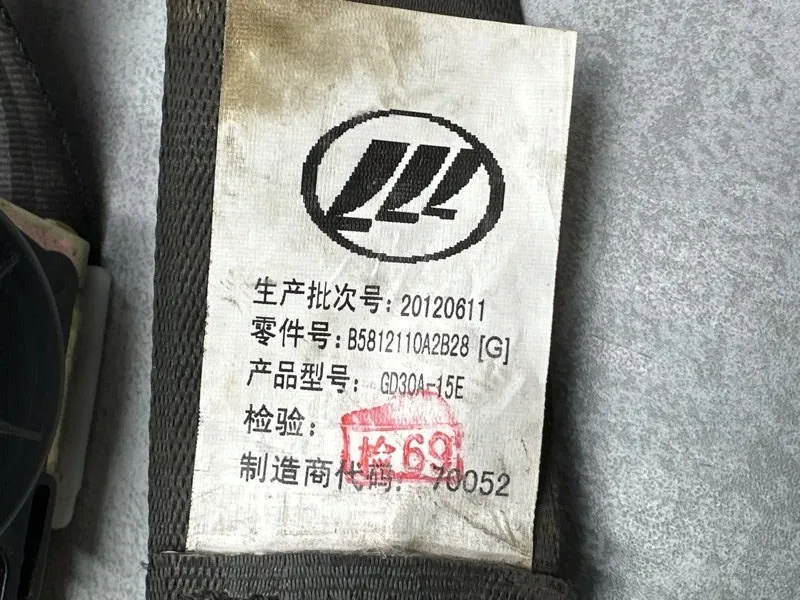 生产批次号: 20120611
零件号: B5812110A2B28 [G]
产品型号: GD30A-15E
检验: 检69
制造商代码: 70052